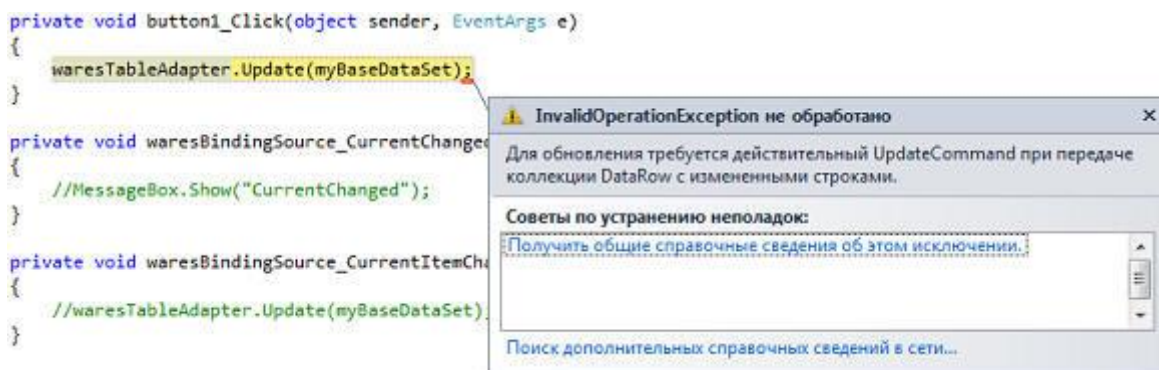 private void button1_Click(object sender, EventArgs e)
{
waresTableAdapter.Update(myBaseDataSet);
}
private void waresBindingSource_CurrentChanged
{
//MessageBox.Show("CurrentChanged");
}
private void waresBindingSource_CurrentItemCha
{
//waresTableAdapter.Update(myBaseDataSet)
}
InvalidOperationException не обработано
Для обновления требуется действительный UpdateCommand при передаче
коллекции DataRow с измененными строками.
Советы по устранению неполадок:
Получить общие справочные сведения об этом исключении.
Поиск дополнительных справочных сведений в сети...